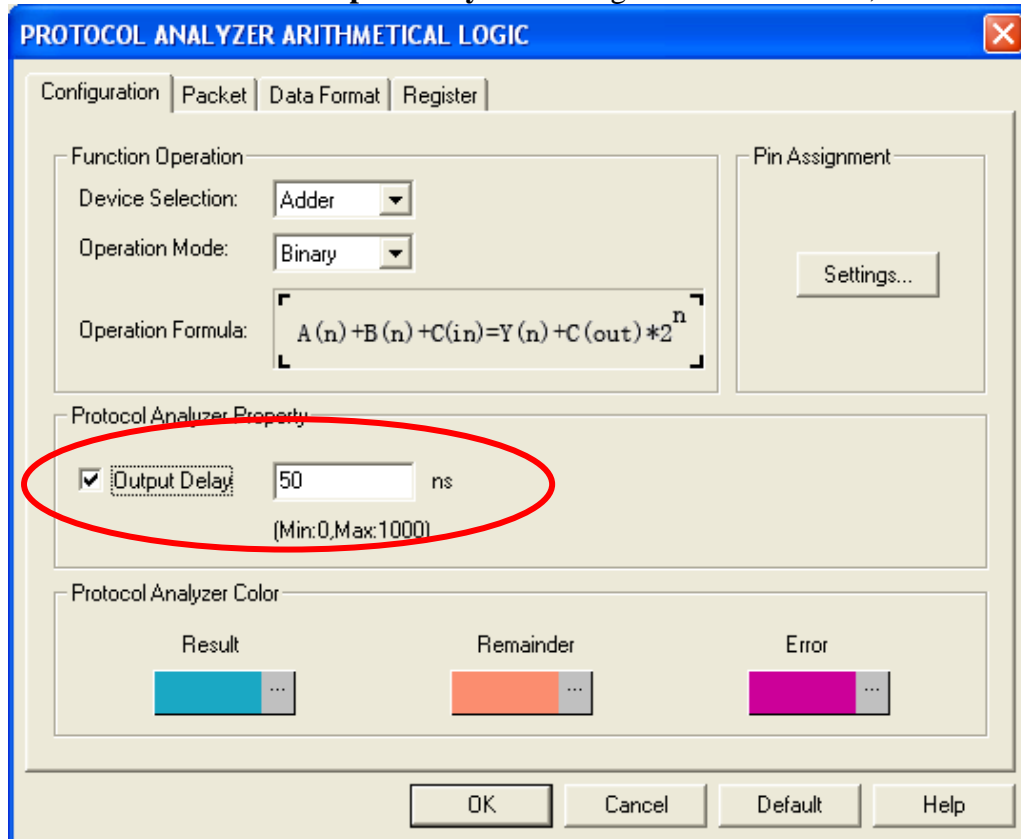 PROTOCOL ANALYZER ARITHMETICAL LOGIC
Configuration Packet Data Format Register
Function Operation
Device Selection: Adder
Operation Mode: Binary
Operation Formula: A(n)+B(n)+C(in)=Y(n)+C(out)*2^n
Pin Assignment
Settings...
Protocol Analyzer Property
Output Delay 50 ns
(Min:0,Max:1000)
Protocol Analyzer Color
Result Remainder Error
... ... ...
OK Cancel Default Help